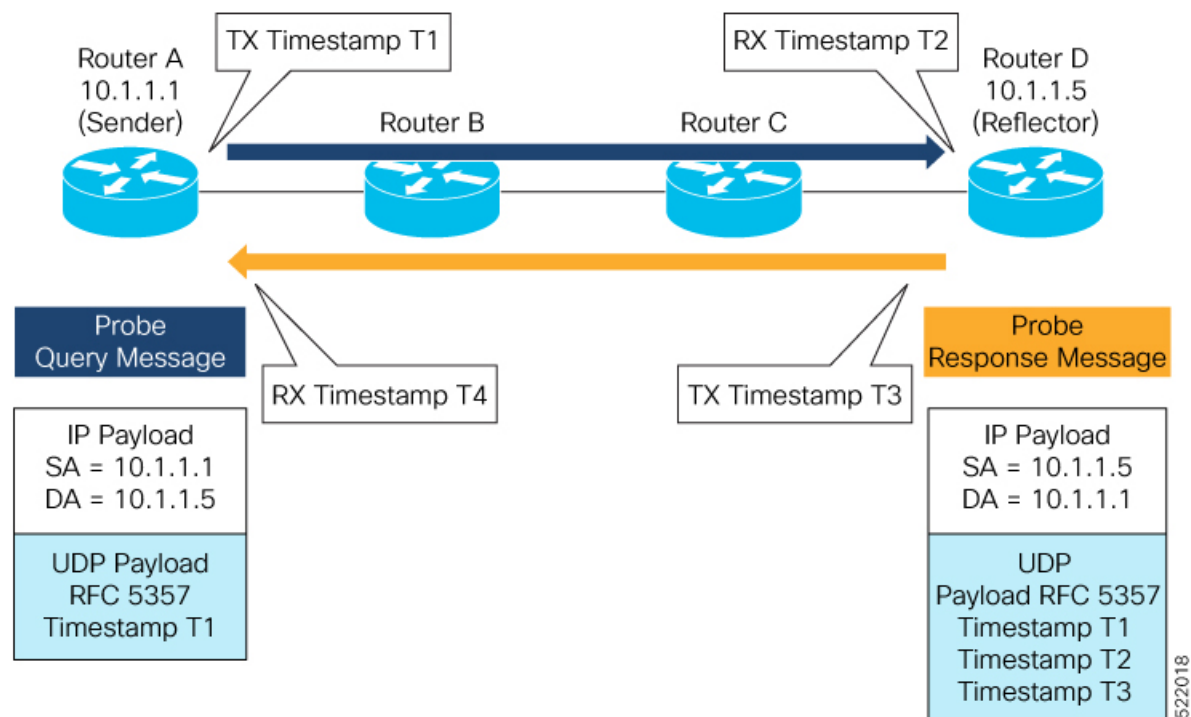 TX Timestamp T1
RX Timestamp T2
Router A
10.1.1.1
(Sender)
Router B
Router C
Router D
10.1.1.5
(Reflector)
Probe
Query Message
RX Timestamp T4
TX Timestamp T3
Probe
Response Message
IP Payload
SA = 10.1.1.1
DA = 10.1.1.5
UDP Payload
RFC 5357
Timestamp T1
IP Payload
SA = 10.1.1.5
DA = 10.1.1.1
UDP
Payload RFC 5357
Timestamp T1
Timestamp T2
Timestamp T3
522018